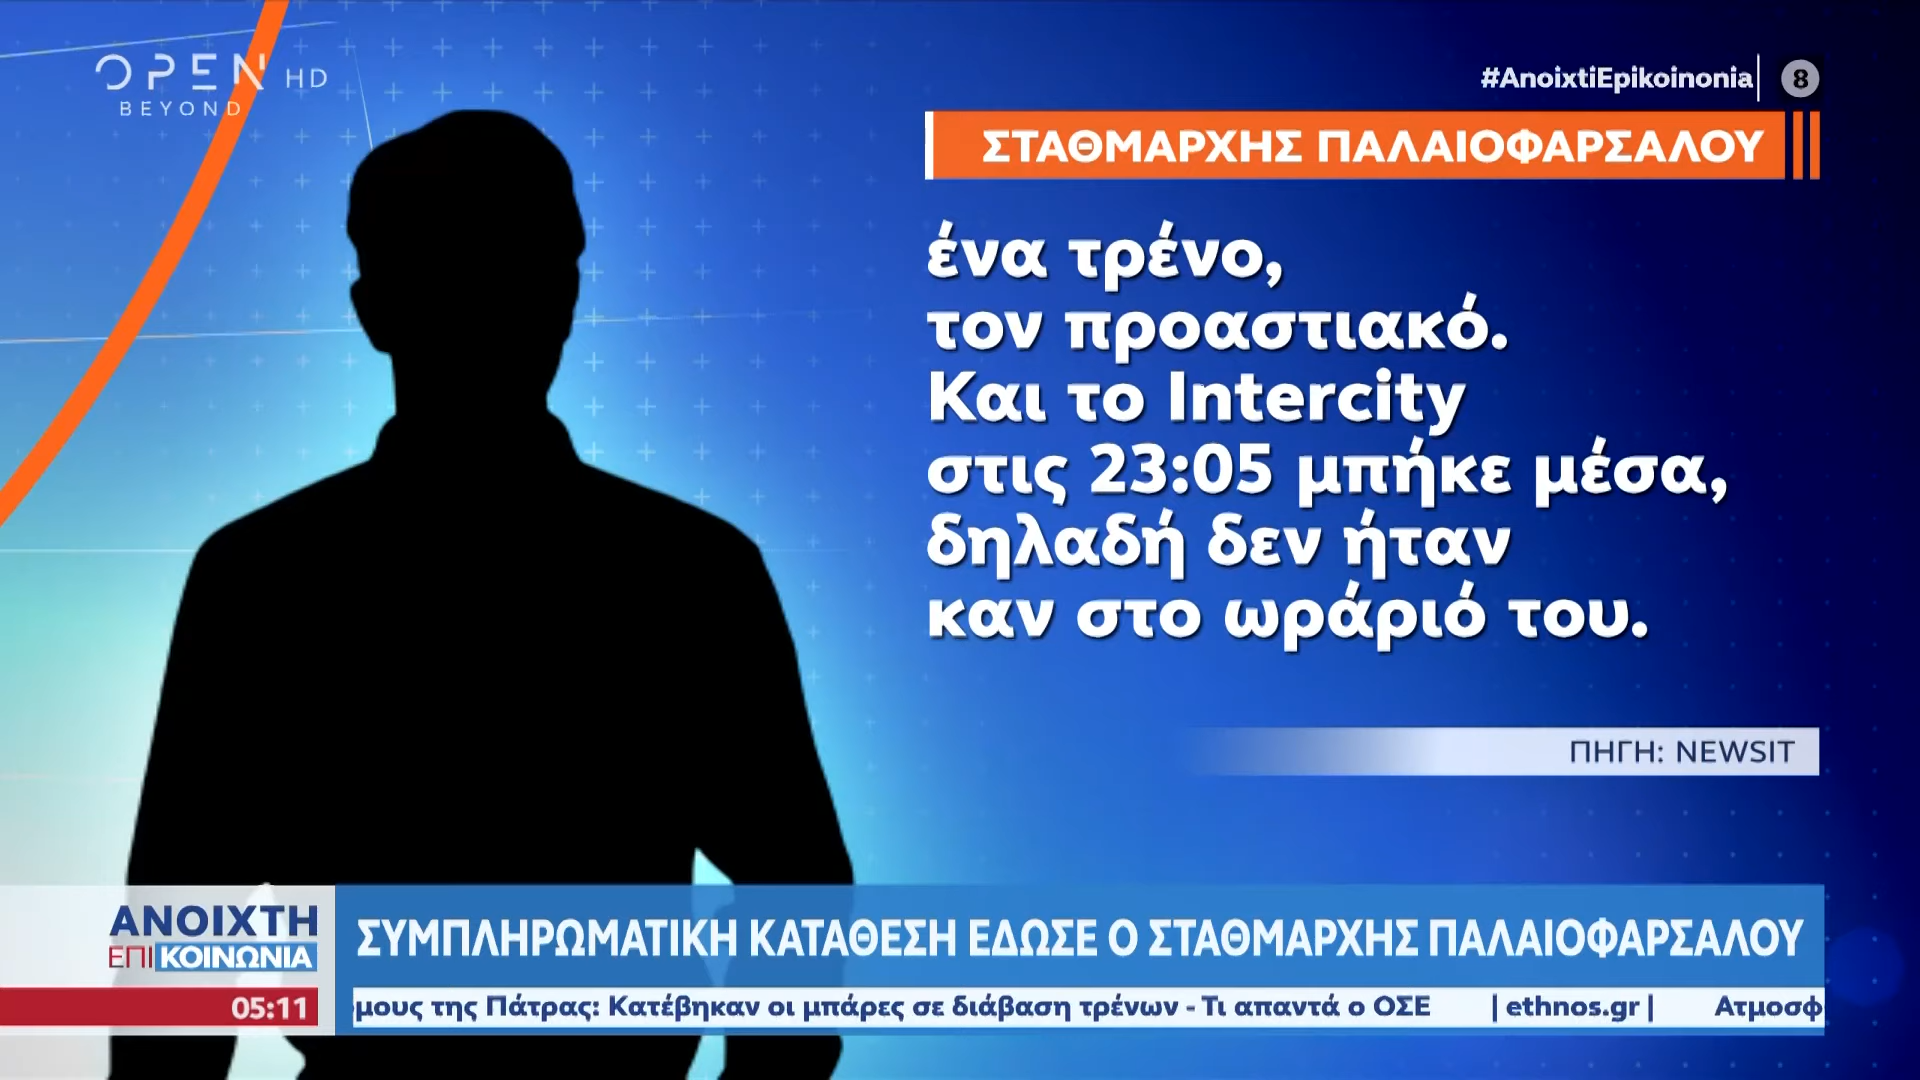 OPEN HD
BEYOND
#AnoixtiEpikoinonia
8
ΣΤΑΘΜΑΡΧΗΣ ΠΑΛΑΙΟΦΑΡΣΑΛΟΥ
ένα τρένο,
τον προαστιακό.
Και το Intercity
στις 23:05 μπήκε μέσα,
δηλαδή δεν ήταν
καν στο ωράριό του.
ΠΗΓΗ: NEWSIT
ΑΝΟΙΧΤΗ
ΕΠΙΚΟΙΝΩΝΙΑ
ΣΥΜΠΛΗΡΩΜΑΤΙΚΗ ΚΑΤΑΘΕΣΗ ΕΔΩΣΕ Ο ΣΤΑΘΜΑΡΧΗΣ ΠΑΛΑΙΟΦΑΡΣΑΛΟΥ
05:11
της Πάτρας: Κατέβηκαν οι μπάρες σε διάβαση τρένων - Τι απαντά ο ΟΣΕ | ethnos.gr |